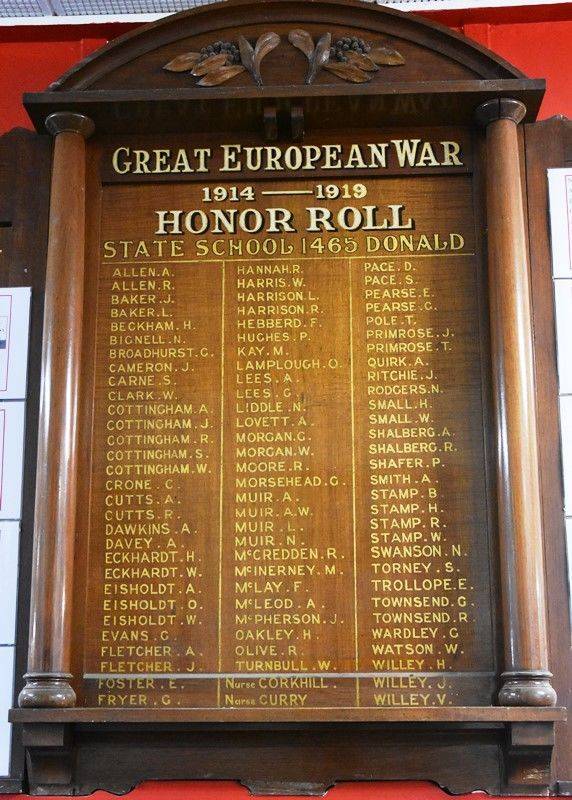 GREAT EUROPEAN WAR
1914 — 1919
HONOR ROLL
STATE SCHOOL 1465 DONALD
ALLEN.A.
ALLEN.R.
BAKER.J.
BAKER.L.
BECKHAM.H.
BIGNELL.N.
BROADHURST.G.
CAMERON.J.
CARNE.S.
CLARK.W.
COTTINGHAM.A.
COTTINGHAM.J.
COTTINGHAM.R.
COTTINGHAM.S.
COTTINGHAM.W.
CRONE.C.
CUTTS.A.
CUTTS.R.
DAWKINS.A.
DAVEY.A.
ECKHARDT.H.
ECKHARDT.W.
EISHOLDT.A.
EISHOLDT.O.
EISHOLDT.W.
EVANS.G.
FLETCHER.A.
FLETCHER.J.
FOSTER.E.
FRYER.G.
HANNAH.R.
HARRIS.W.
HARRISON.L.
HARRISON.R.
HEBBERD.F.
HUGHES.P.
KAY.M.
LAMPLOUGH.O.
LEES.A.
LEES.G.
LIDDLE.N.
LOVETT.A.
MORGAN.G.
MORGAN.W.
MOORE.R.
MORSEHEAD.G.
MUIR.A.
MUIR.A.W.
MUIR.L.
MUIR.N.
McCREDDEN.R.
McINERNEY.M.
McLAY.F.
McLEOD.A.
McPHERSON.J.
OAKLEY.H.
OLIVE.R.
TURNBULL.W.
Nurse CORKHILL.
Nurse CURRY
PACE.D.
PACE.S.
PEARSE.E.
PEARSE.G.
POLE.T.
PRIMROSE.J.
PRIMROSE.T.
QUIRK.A.
RITCHIE.J.
RODGERS.N.
SMALL.H.
SMALL.W.
SHALBERG.A.
SHALBERG.R.
SHAFER.P.
SMITH.A.
STAMP.B.
STAMP.H.
STAMP.R.
STAMP.W.
SWANSON.N.
TORNEY.S.
TROLLOPE.E.
TOWNSEND.G.
TOWNSEND.R.
WARDLEY.C
WATSON.W.
WILLEY.H.
WILLEY.J.
WILLEY.V.